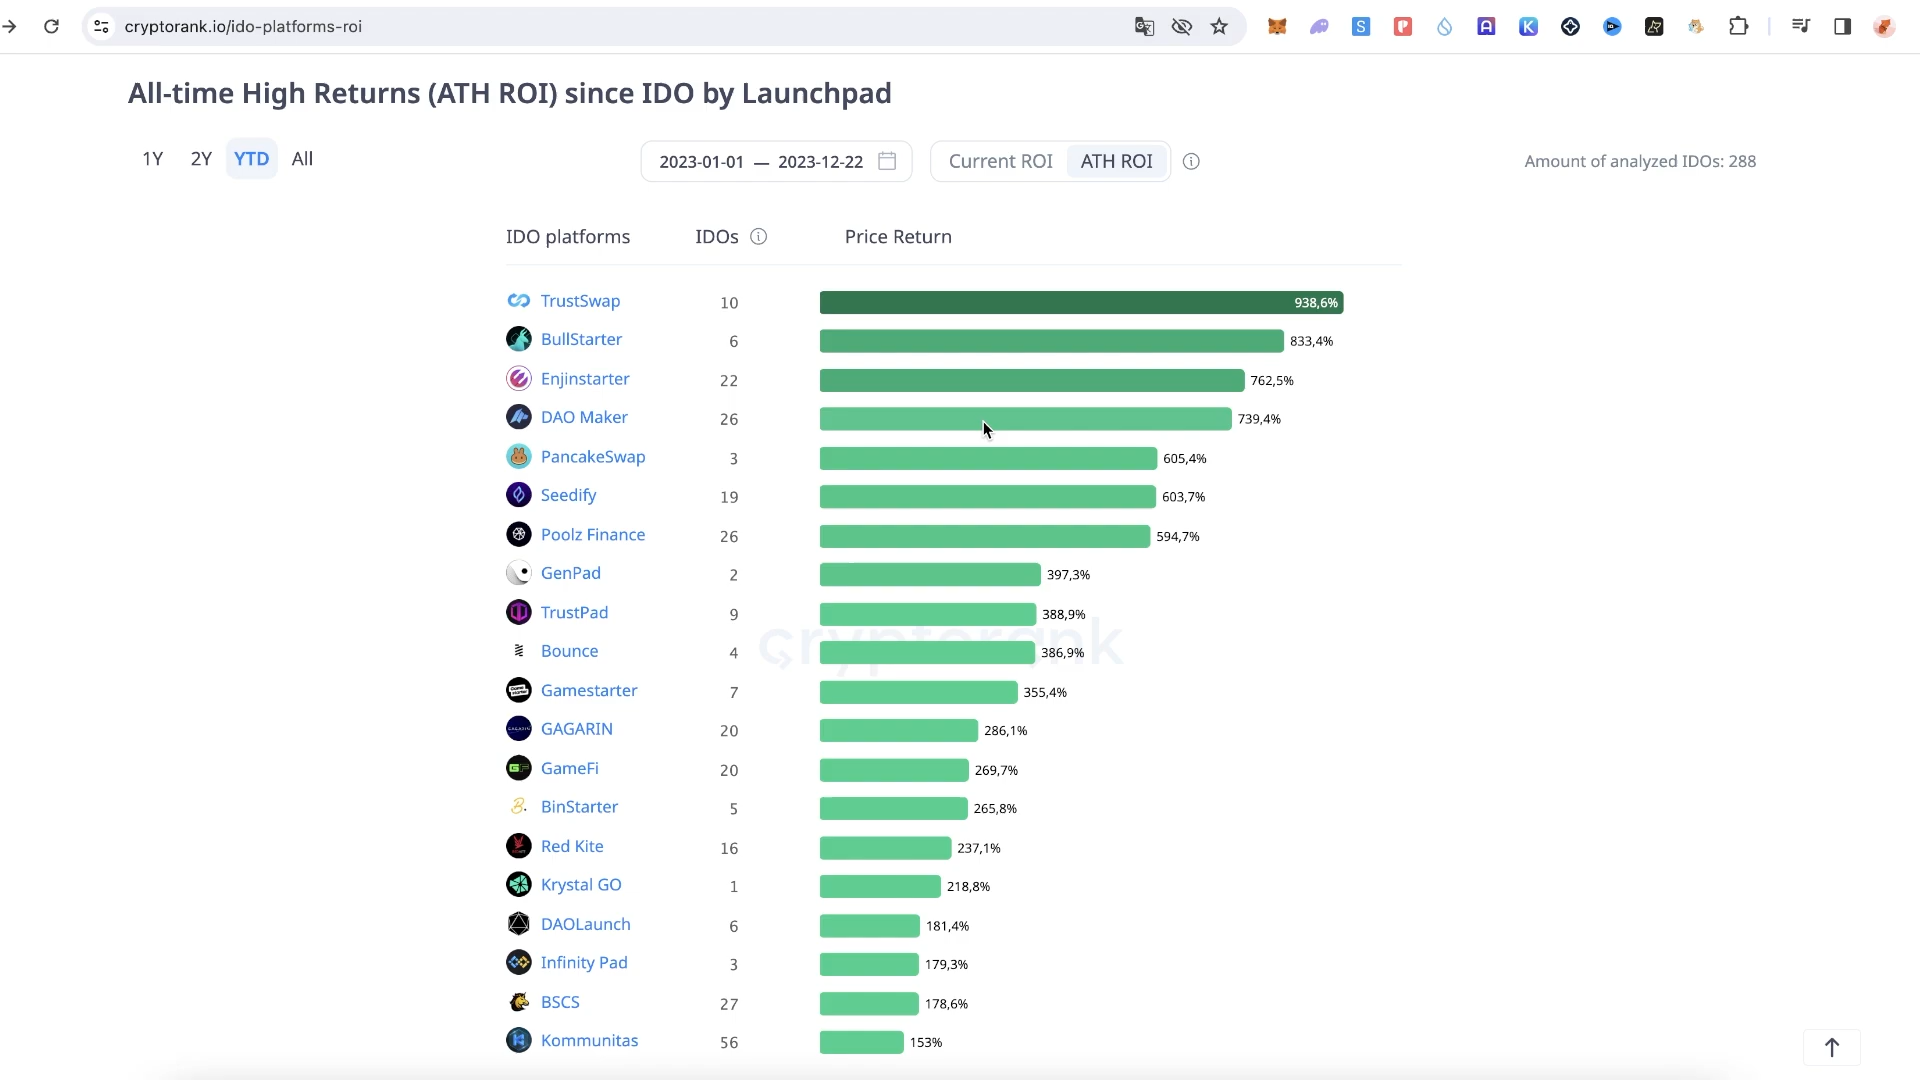 cryptorank.io/ido-platforms-roi
All-time High Returns (ATH ROI) since IDO by Launchpad
1Y 2Y YTD All 2023-01-01 — 2023-12-22 Current ROI ATH ROI Amount of analyzed IDOs: 288
IDO platforms IDOs Price Return
TrustSwap 10 938,6%
BullStarter 6 833,4%
Enjinstarter 22 762,5%
DAO Maker 26 739,4%
PancakeSwap 3 605,4%
Seedify 19 603,7%
Poolz Finance 26 594,7%
GenPad 2 397,3%
TrustPad 9 388,9%
cryptorank
Bounce 4 386,9%
Gamestarter 7 355,4%
GAGARIN 20 286,1%
GameFi 20 269,7%
BinStarter 5 265,8%
Red Kite 16 237,1%
Krystal GO 1 218,8%
DAOLaunch 6 181,4%
Infinity Pad 3 179,3%
BSCS 27 178,6%
Kommunitas 56 153%